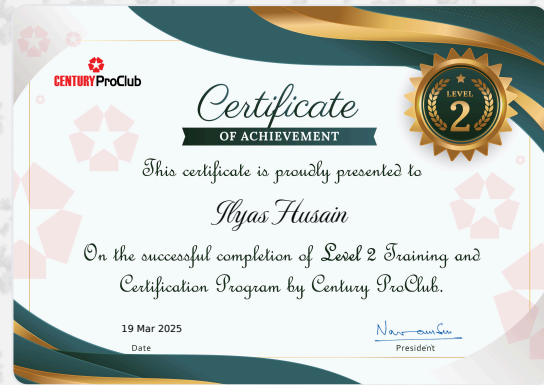 CENTURY ProClub
LEVEL
2
Certificate
OF ACHIEVEMENT
This certificate is proudly presented to
Ilyas Husain
On the successful completion of Level 2 Training and
Certification Program by Century ProClub.
19 Mar 2025
Date
President